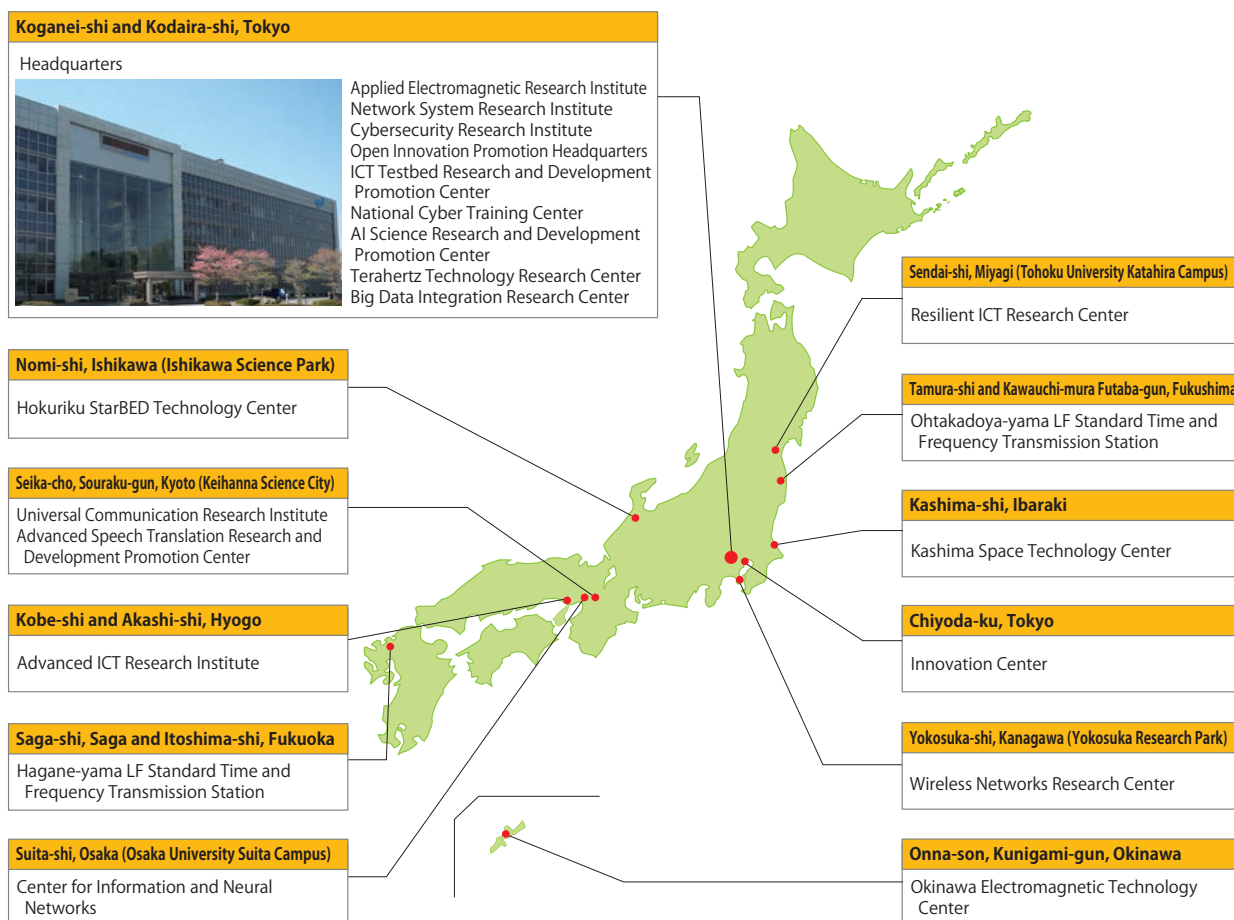 Koganei-shi and Kodaira-shi, Tokyo
Headquarters
Applied Electromagnetic Research Institute
Network System Research Institute
Cybersecurity Research Institute
Open Innovation Promotion Headquarters
ICT Testbed Research and Development
Promotion Center
National Cyber Training Center
AI Science Research and Development
Promotion Center
Terahertz Technology Research Center
Big Data Integration Research Center
Nomi-shi, Ishikawa (Ishikawa Science Park)
Hokuriku StarBED Technology Center
Seika-cho, Souraku-gun, Kyoto (Keihanna Science City)
Universal Communication Research Institute
Advanced Speech Translation Research and
Development Promotion Center
Kobe-shi and Akashi-shi, Hyogo
Advanced ICT Research Institute
Saga-shi, Saga and Itoshima-shi, Fukuoka
Hagane-yama LF Standard Time and
Frequency Transmission Station
Suita-shi, Osaka (Osaka University Suita Campus)
Center for Information and Neural
Networks
Sendai-shi, Miyagi (Tohoku University Katahira Campus)
Resilient ICT Research Center
Tamura-shi and Kawauchi-mura Futaba-gun, Fukushima
Ohtakadoya-yama LF Standard Time and
Frequency Transmission Station
Kashima-shi, Ibaraki
Kashima Space Technology Center
Chiyoda-ku, Tokyo
Innovation Center
Yokosuka-shi, Kanagawa (Yokosuka Research Park)
Wireless Networks Research Center
Onna-son, Kunigami-gun, Okinawa
Okinawa Electromagnetic Technology
Center